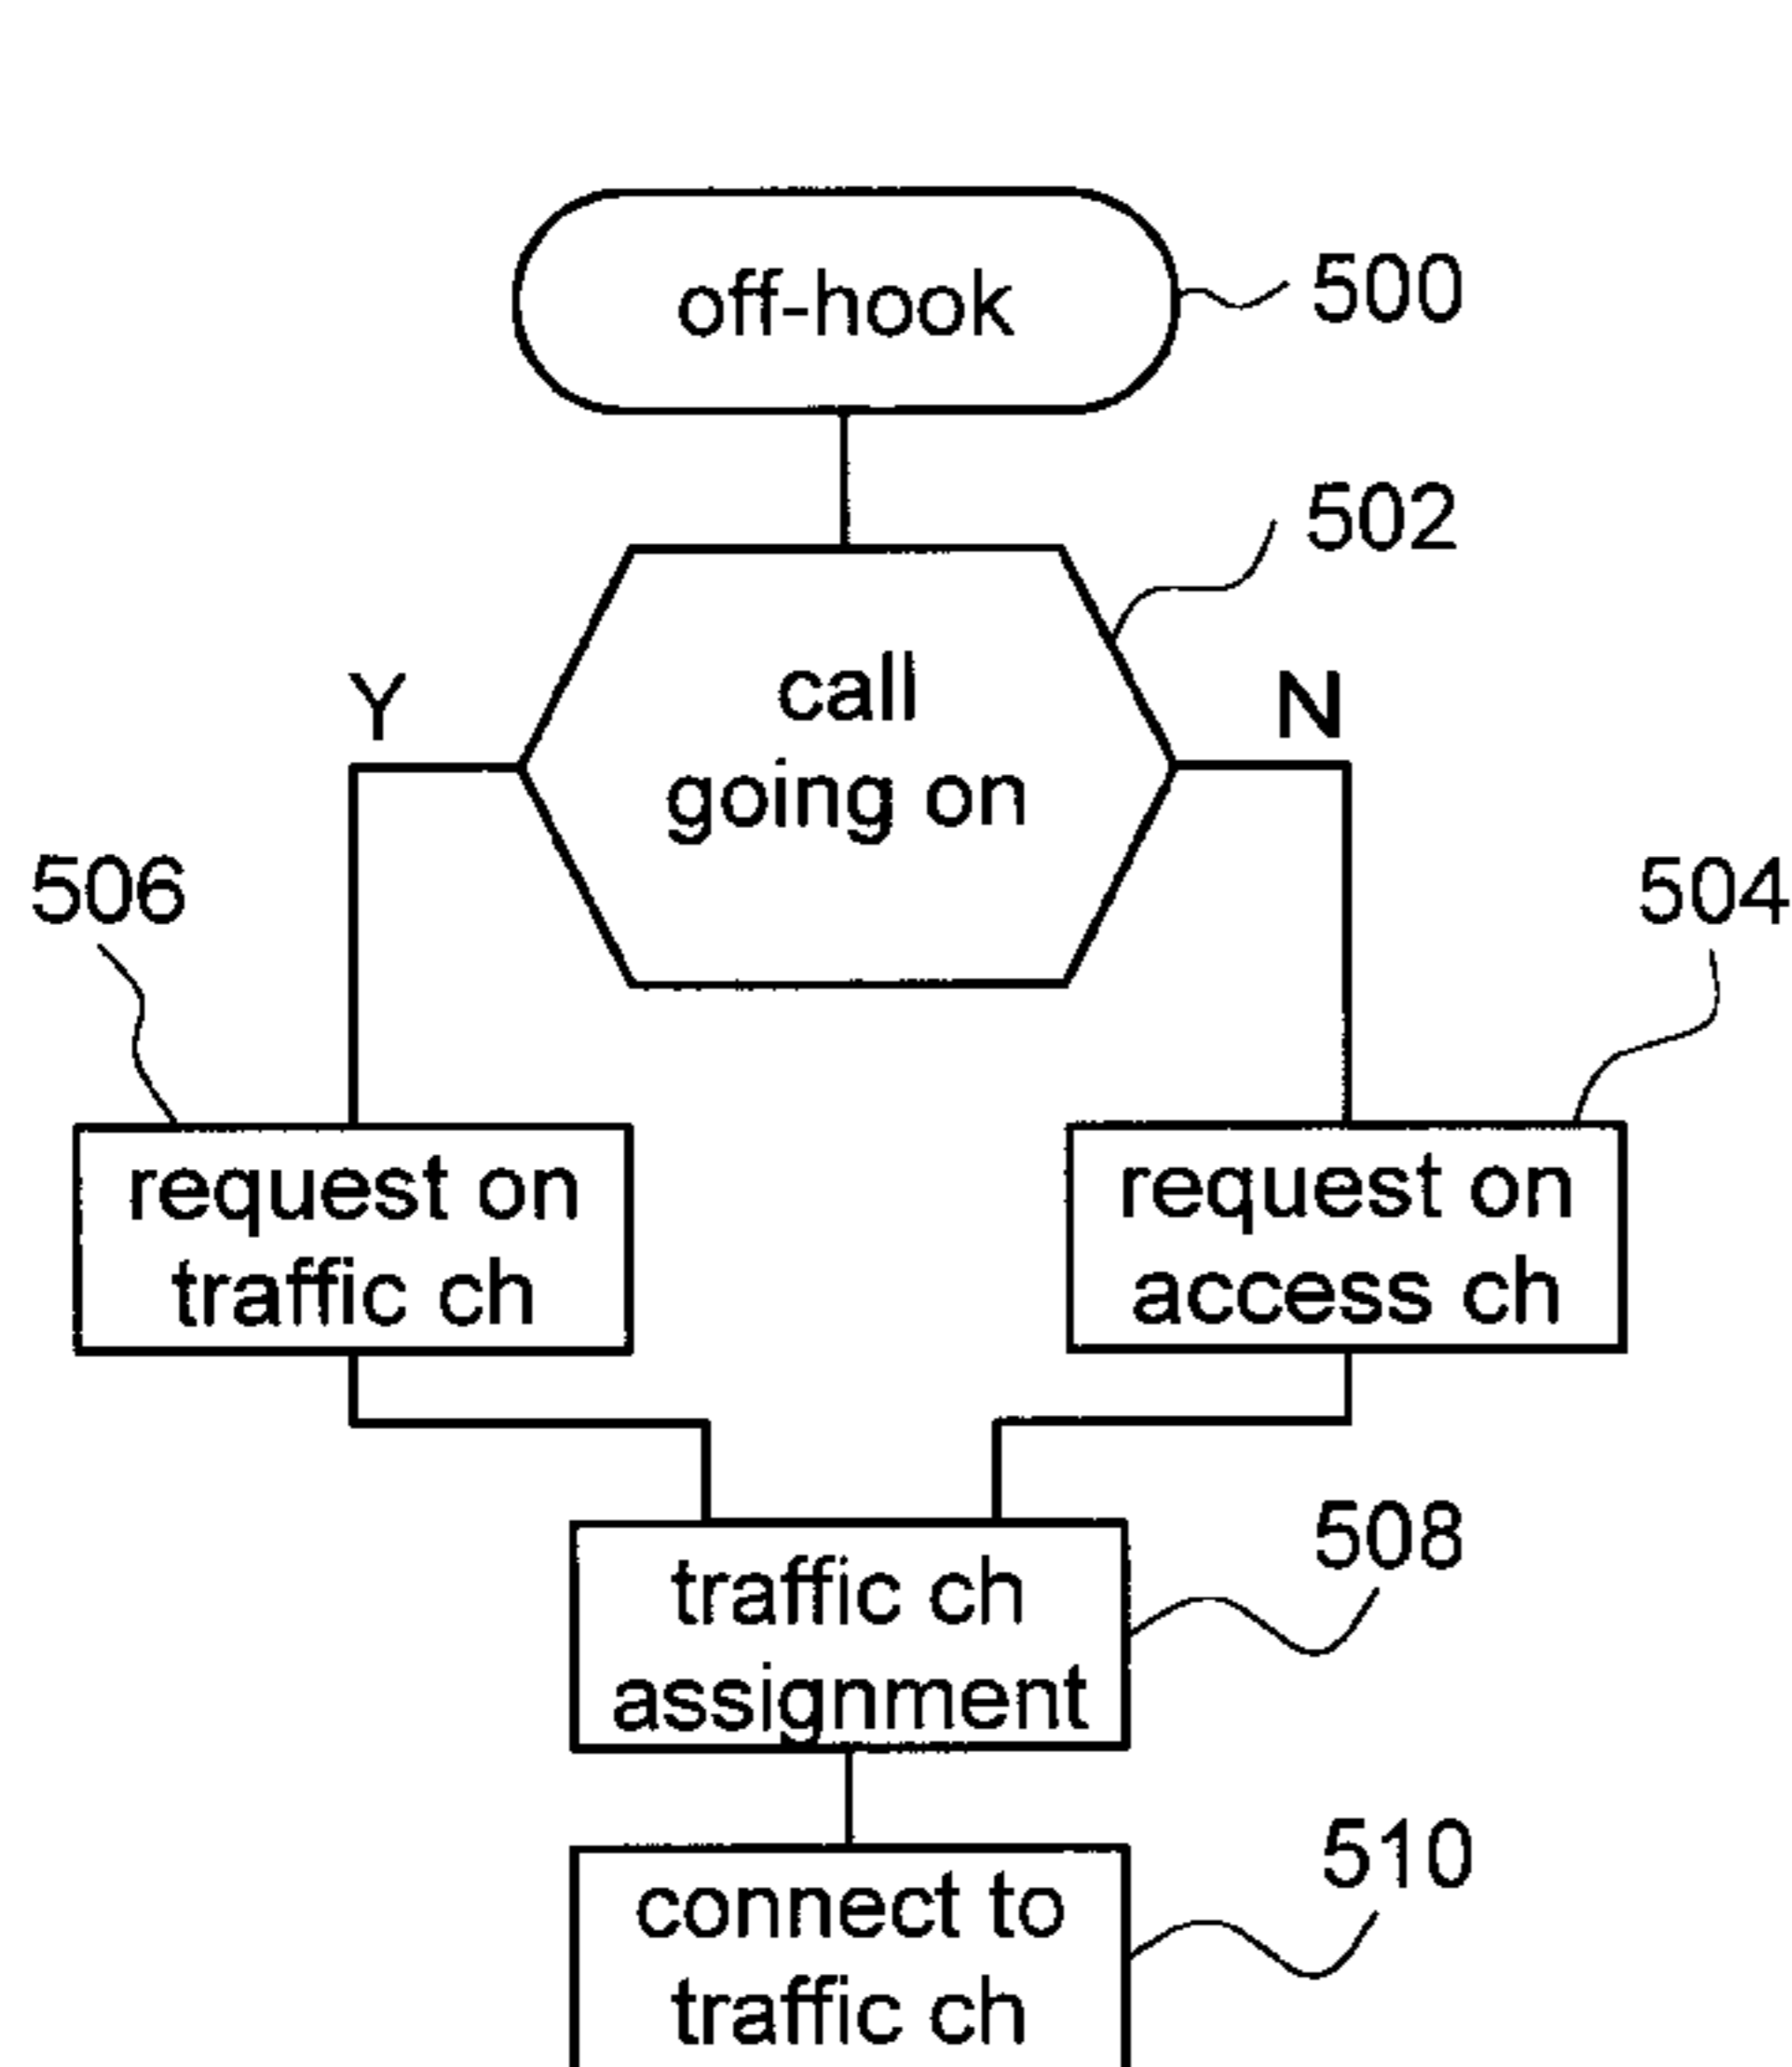 off-hook
500
502
call
going on
Y
N
506
504
request on
traffic ch
request on
access ch
508
traffic ch
assignment
510
connect to
traffic ch